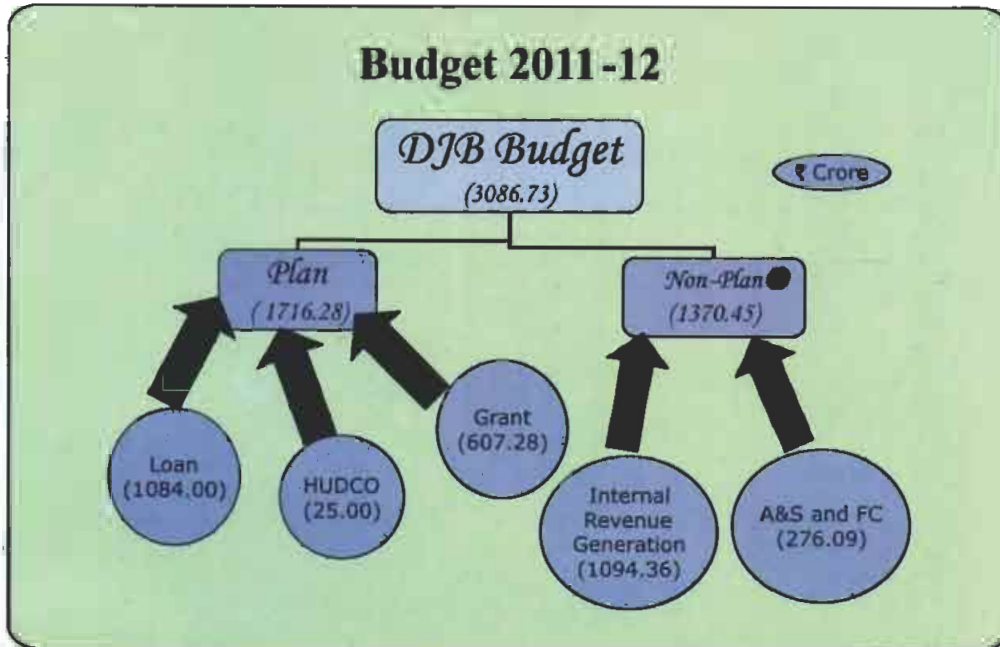 Budget 2011-12
DJB Budget
(3086.73)
₹ Crore
Plan
( 1716.28)
Non-Plan
(1370.45)
Loan
(1084.00)
HUDCO
(25.00)
Grant
(607.28)
Internal
Revenue
Generation
(1094.36)
A&S and FC
(276.09)